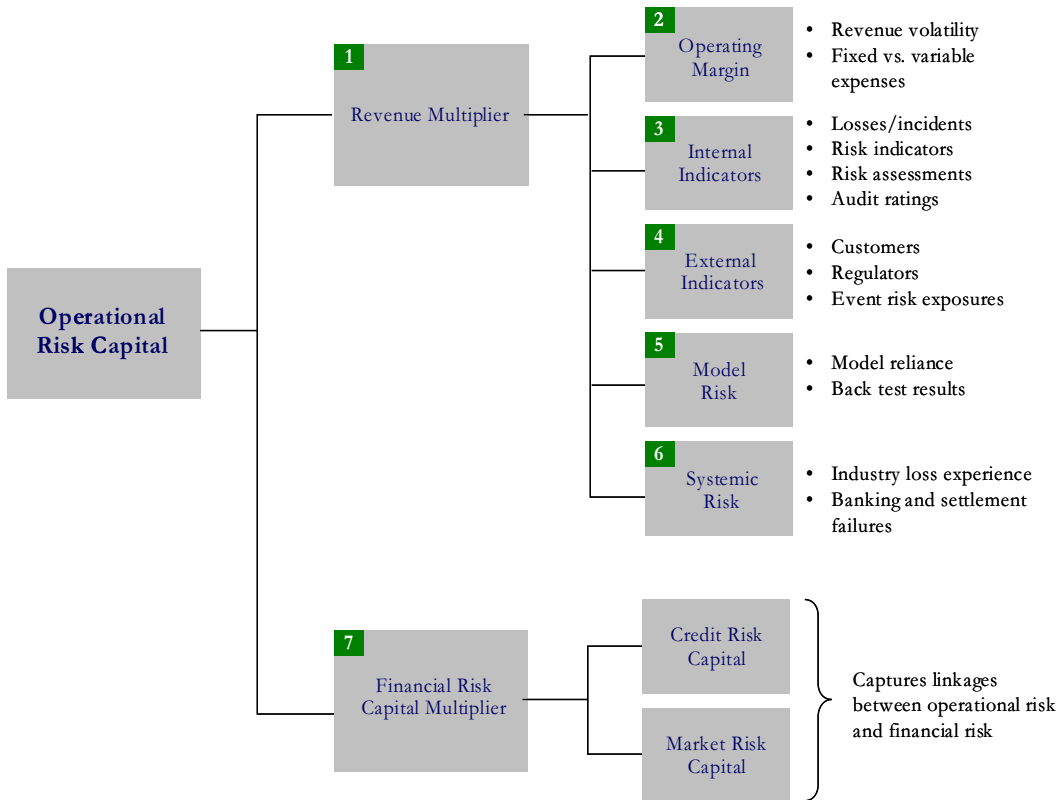 Operational
Risk Capital
1
Revenue Multiplier
2
Operating
Margin
• Revenue volatility
• Fixed vs. variable
expenses
3
Internal
Indicators
• Losses/incidents
• Risk indicators
• Risk assessments
• Audit ratings
4
External
Indicators
• Customers
• Regulators
• Event risk exposures
5
Model
Risk
• Model reliance
• Back test results
6
Systemic
Risk
• Industry loss experience
• Banking and settlement
failures
7
Financial Risk
Capital Multiplier
Credit Risk
Capital
Market Risk
Capital
Captures linkages
between operational risk
and financial risk